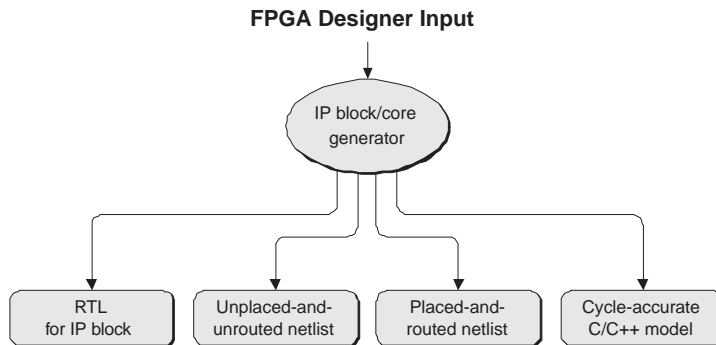 FPGA Designer Input
IP block/core
generator
RTL
for IP block
Unplaced-and-
unrouted netlist
Placed-and-
routed netlist
Cycle-accurate
C/C++ model